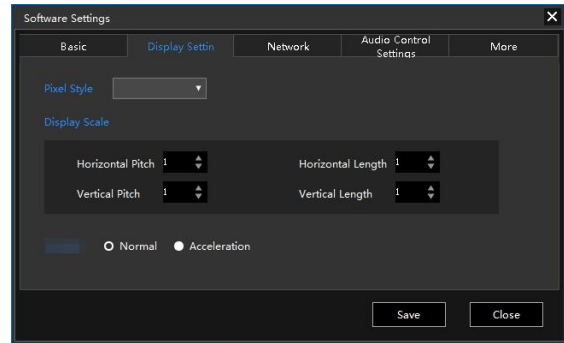 Software Settings
Basic
Display Settin
Network
Audio Control
Settings
More
Pixel Style
Display Scale
Horizontal Pitch 1
Horizontal Length 1
Vertical Pitch 1
Vertical Length 1
Normal
Acceleration
Save
Close